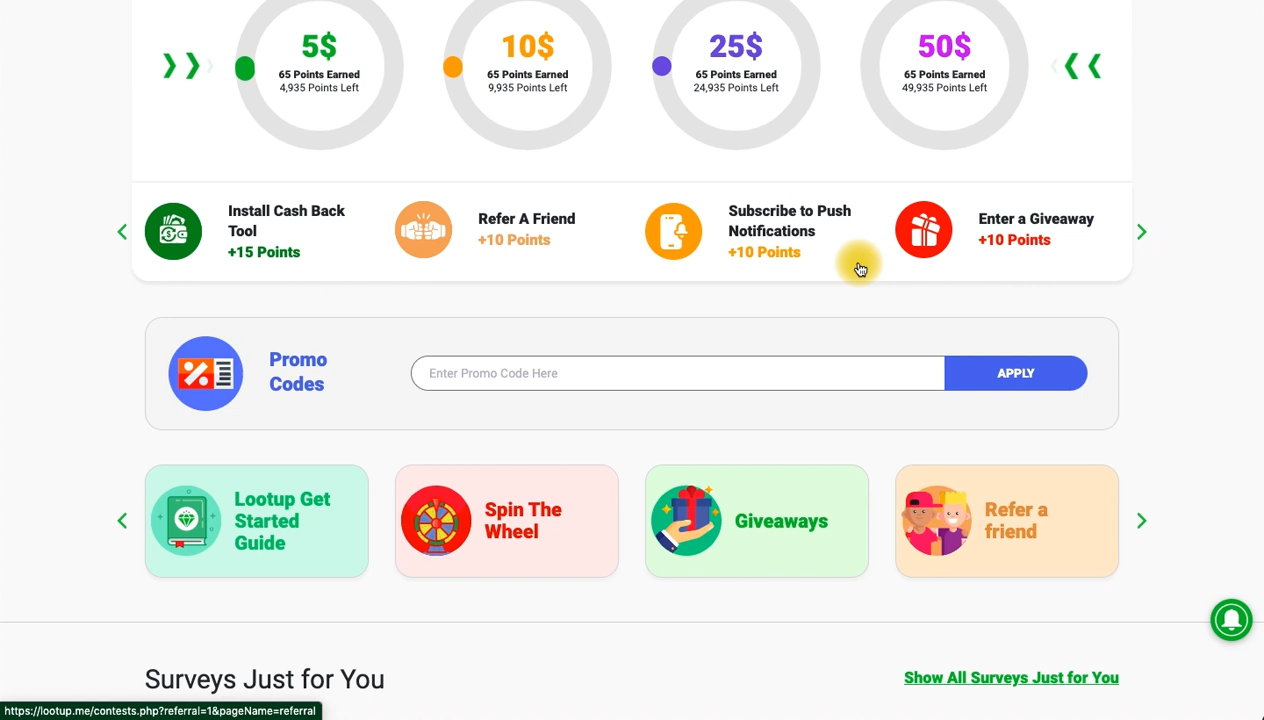 5$
65 Points Earned
4,935 Points Left
10$
65 Points Earned
9,935 Points Left
25$
65 Points Earned
24,935 Points Left
50$
65 Points Earned
49,935 Points Left
Install Cash Back
Tool
+15 Points
Refer A Friend
+10 Points
Subscribe to Push
Notifications
+10 Points
Enter a Giveaway
+10 Points
Promo
Codes
Enter Promo Code Here
APPLY
Lootup Get
Started
Guide
Spin The
Wheel
Giveaways
Refer a
friend
Surveys Just for You
Show All Surveys Just for You
https://lootup.me/contests.php?referral=1&pageName=referral